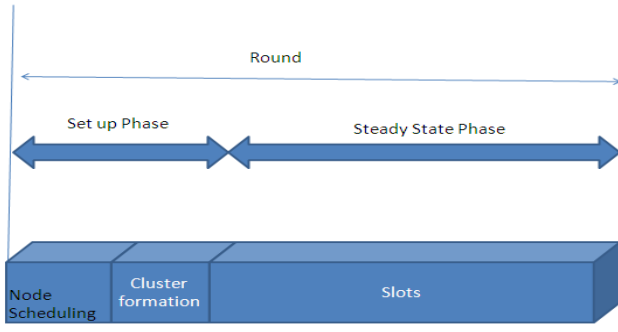 Round
Set up Phase
Steady State Phase
Node
Scheduling
Cluster
formation
Slots